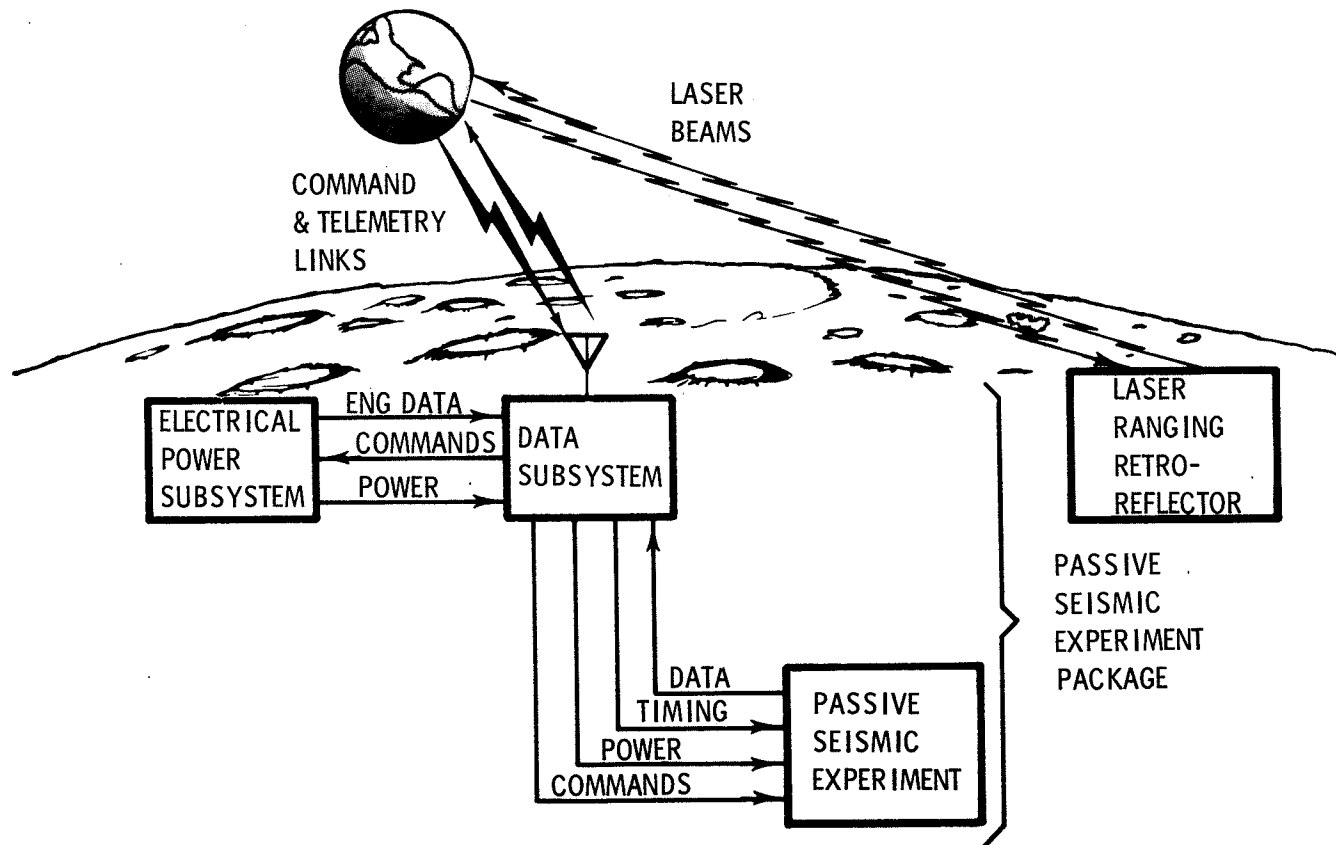 LASER
BEAMS
COMMAND
& TELEMETRY
LINKS
ELECTRICAL
POWER
SUBSYSTEM
ENG DATA
COMMANDS
POWER
DATA
SUBSYSTEM
LASER
RANGING
RETRO-
REFLECTOR
PASSIVE
SEISMIC
EXPERIMENT
PACKAGE
DATA
TIMING
POWER
COMMANDS
PASSIVE
SEISMIC
EXPERIMENT